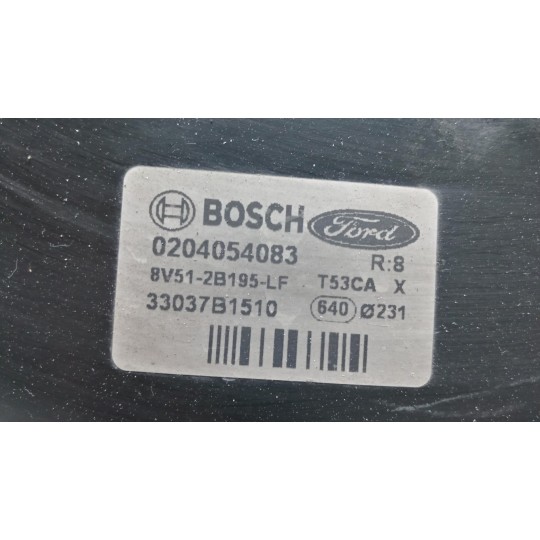 BOSCH Ford
0204054083 R:8
8V51-2B195-LF T53CA X
33037B1510 640 Ø231